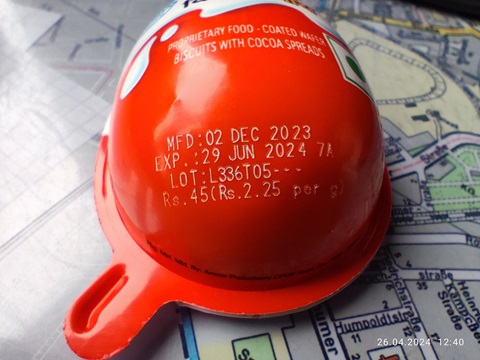 PROPRIETARY FOOD - COATED WAFER
BISCUITS WITH COCOA SPREADS
MFD:02 DEC 2023
EXP.:29 JUN 2024 7A
LOT:L336T05---
Rs.45(Rs.2.25 per g)
straße
Humboldtstr
26.04.2024 12:40